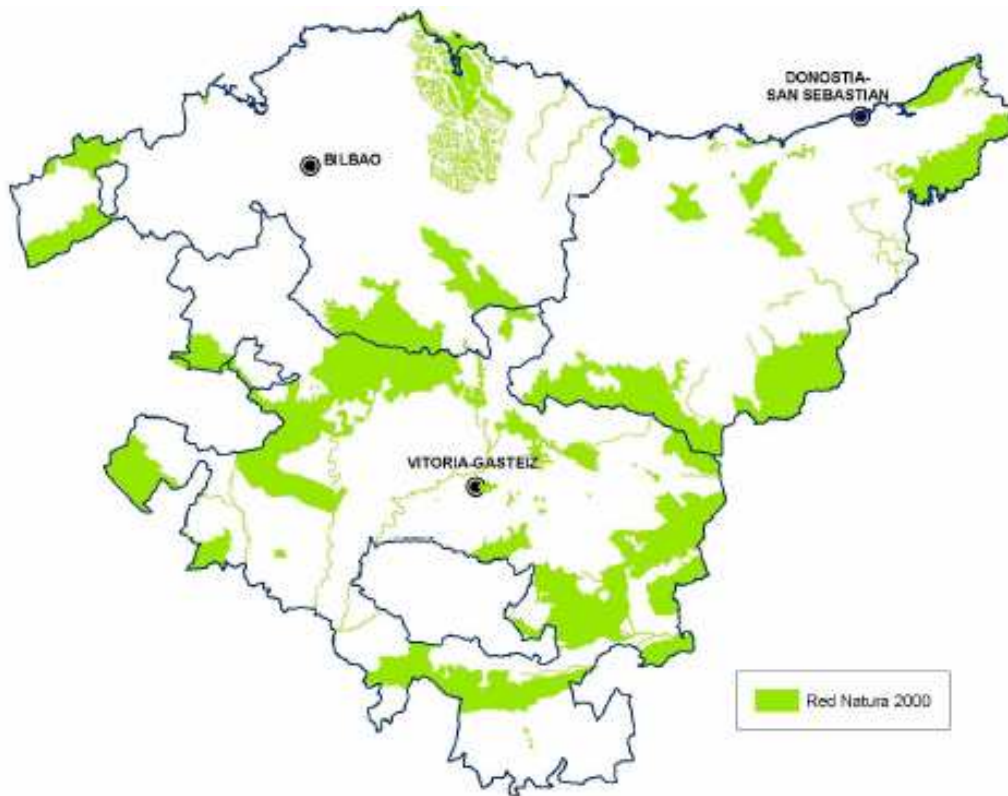 DONOSTIA-
SAN SEBASTIAN
BILBAO
VITORIA-GASTEIZ
Red Natura 2000